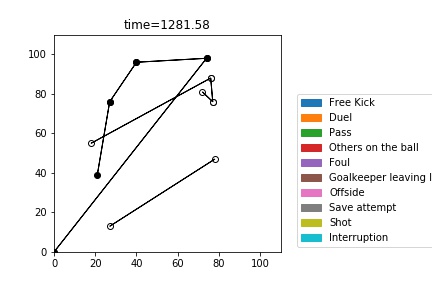 time=1281.58
100
80
60
40
20
0
0 20 40 60 80 100
Free Kick
Duel
Pass
Others on the ball
Foul
Goalkeeper leaving l
Offside
Save attempt
Shot
Interruption